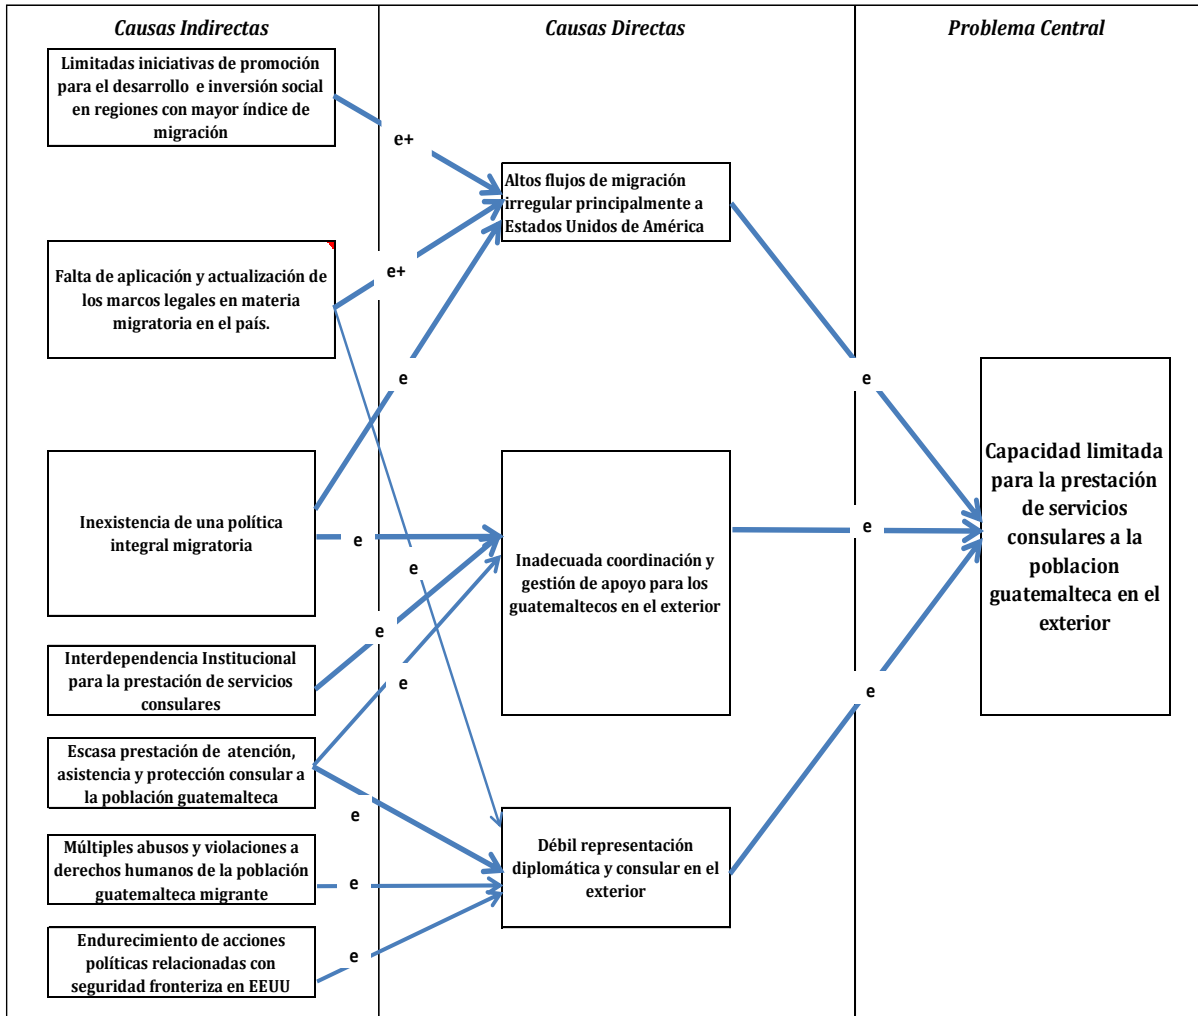 Causas Indirectas
Causas Directas
Problema Central
Limitadas iniciativas de promoción
para el desarrollo e inversión social
en regiones con mayor índice de
migración
e+
Altos flujos de migración
irregular principalmente a
Estados Unidos de América
Falta de aplicación y actualización de
los marcos legales en materia
migratoria en el país.
e+
e
e
Inexistencia de una política
integral migratoria
e
e
Inadecuada coordinación y
gestión de apoyo para los
guatemaltecos en el exterior
e
Capacidad limitada
para la prestación
de servicios
consulares a la
poblacion
guatemalteca en el
exterior
Interdependencia Institucional
para la prestación de servicios
consulares
e
e
e
Escasa prestación de atención,
asistencia y protección consular a
la población guatemalteca
e
Débil representación
diplomática y consular en el
exterior
Múltiples abusos y violaciones a
derechos humanos de la población
guatemalteca migrante
e
Endurecimiento de acciones
políticas relacionadas con
seguridad fronteriza en EEUU
e